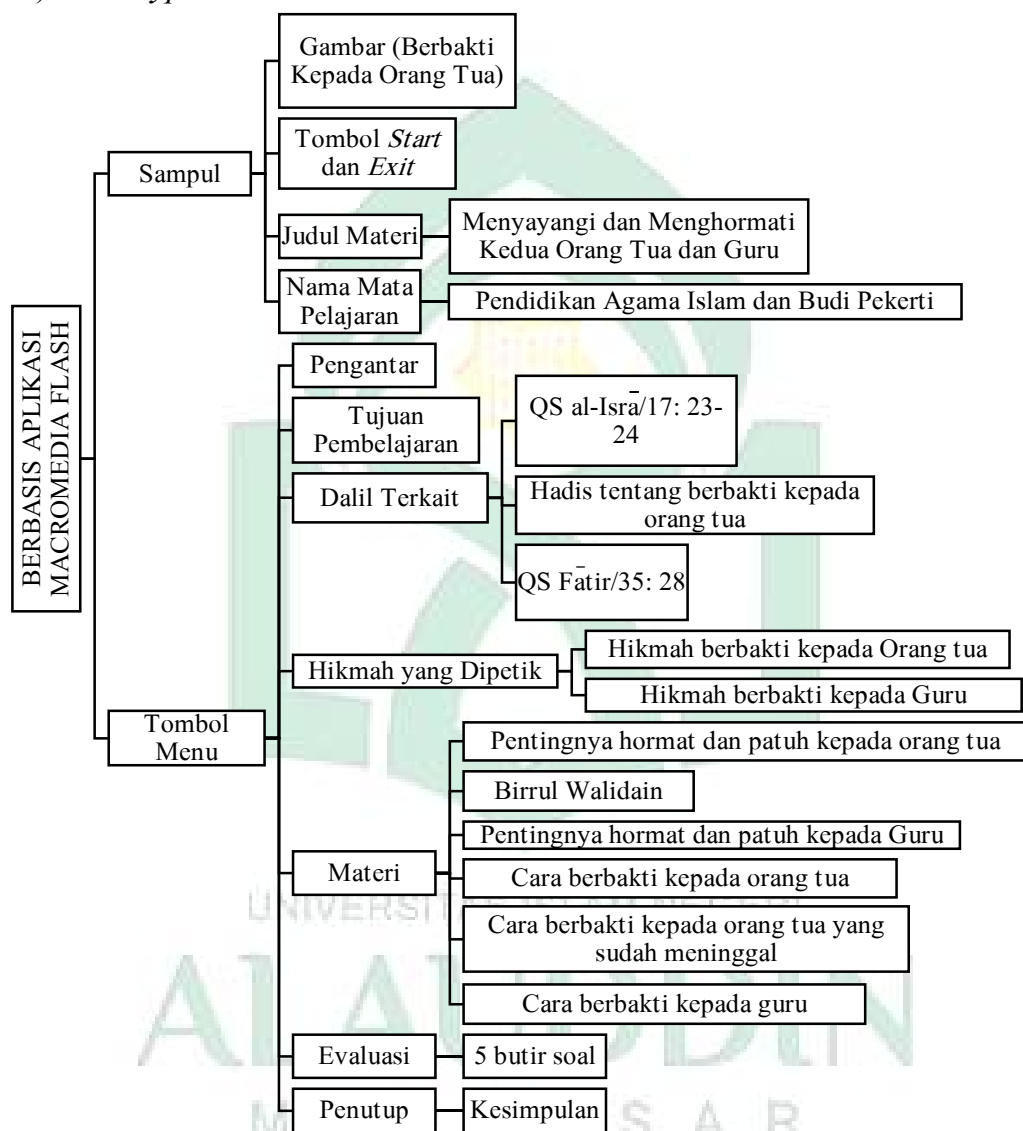 Gambar (Berbakti
Kepada Orang Tua)
Tombol Start
dan Exit
Sampul
Judul Materi
Menyayangi dan Menghormati
Kedua Orang Tua dan Guru
Nama Mata
Pelajaran
Pendidikan Agama Islam dan Budi Pekerti
BERBASIS APLIKASI
MACROMEDIA FLASH
Pengantar
Tujuan
Pembelajaran
Dalil Terkait
QS al-Isrā/17: 23-
24
Hadis tentang berbakti kepada
orang tua
QS Fātir/35: 28
Hikmah yang Dipetik
Hikmah berbakti kepada Orang tua
Hikmah berbakti kepada Guru
Tombol
Menu
Materi
Pentingnya hormat dan patuh kepada orang tua
Birrul Walidain
Pentingnya hormat dan patuh kepada Guru
Cara berbakti kepada orang tua
Cara berbakti kepada orang tua yang
sudah meninggal
Cara berbakti kepada guru
Evaluasi
5 butir soal
Penutup
Kesimpulan
UNIVERSITAS ISLAM NEGERI
ALAUDDIN